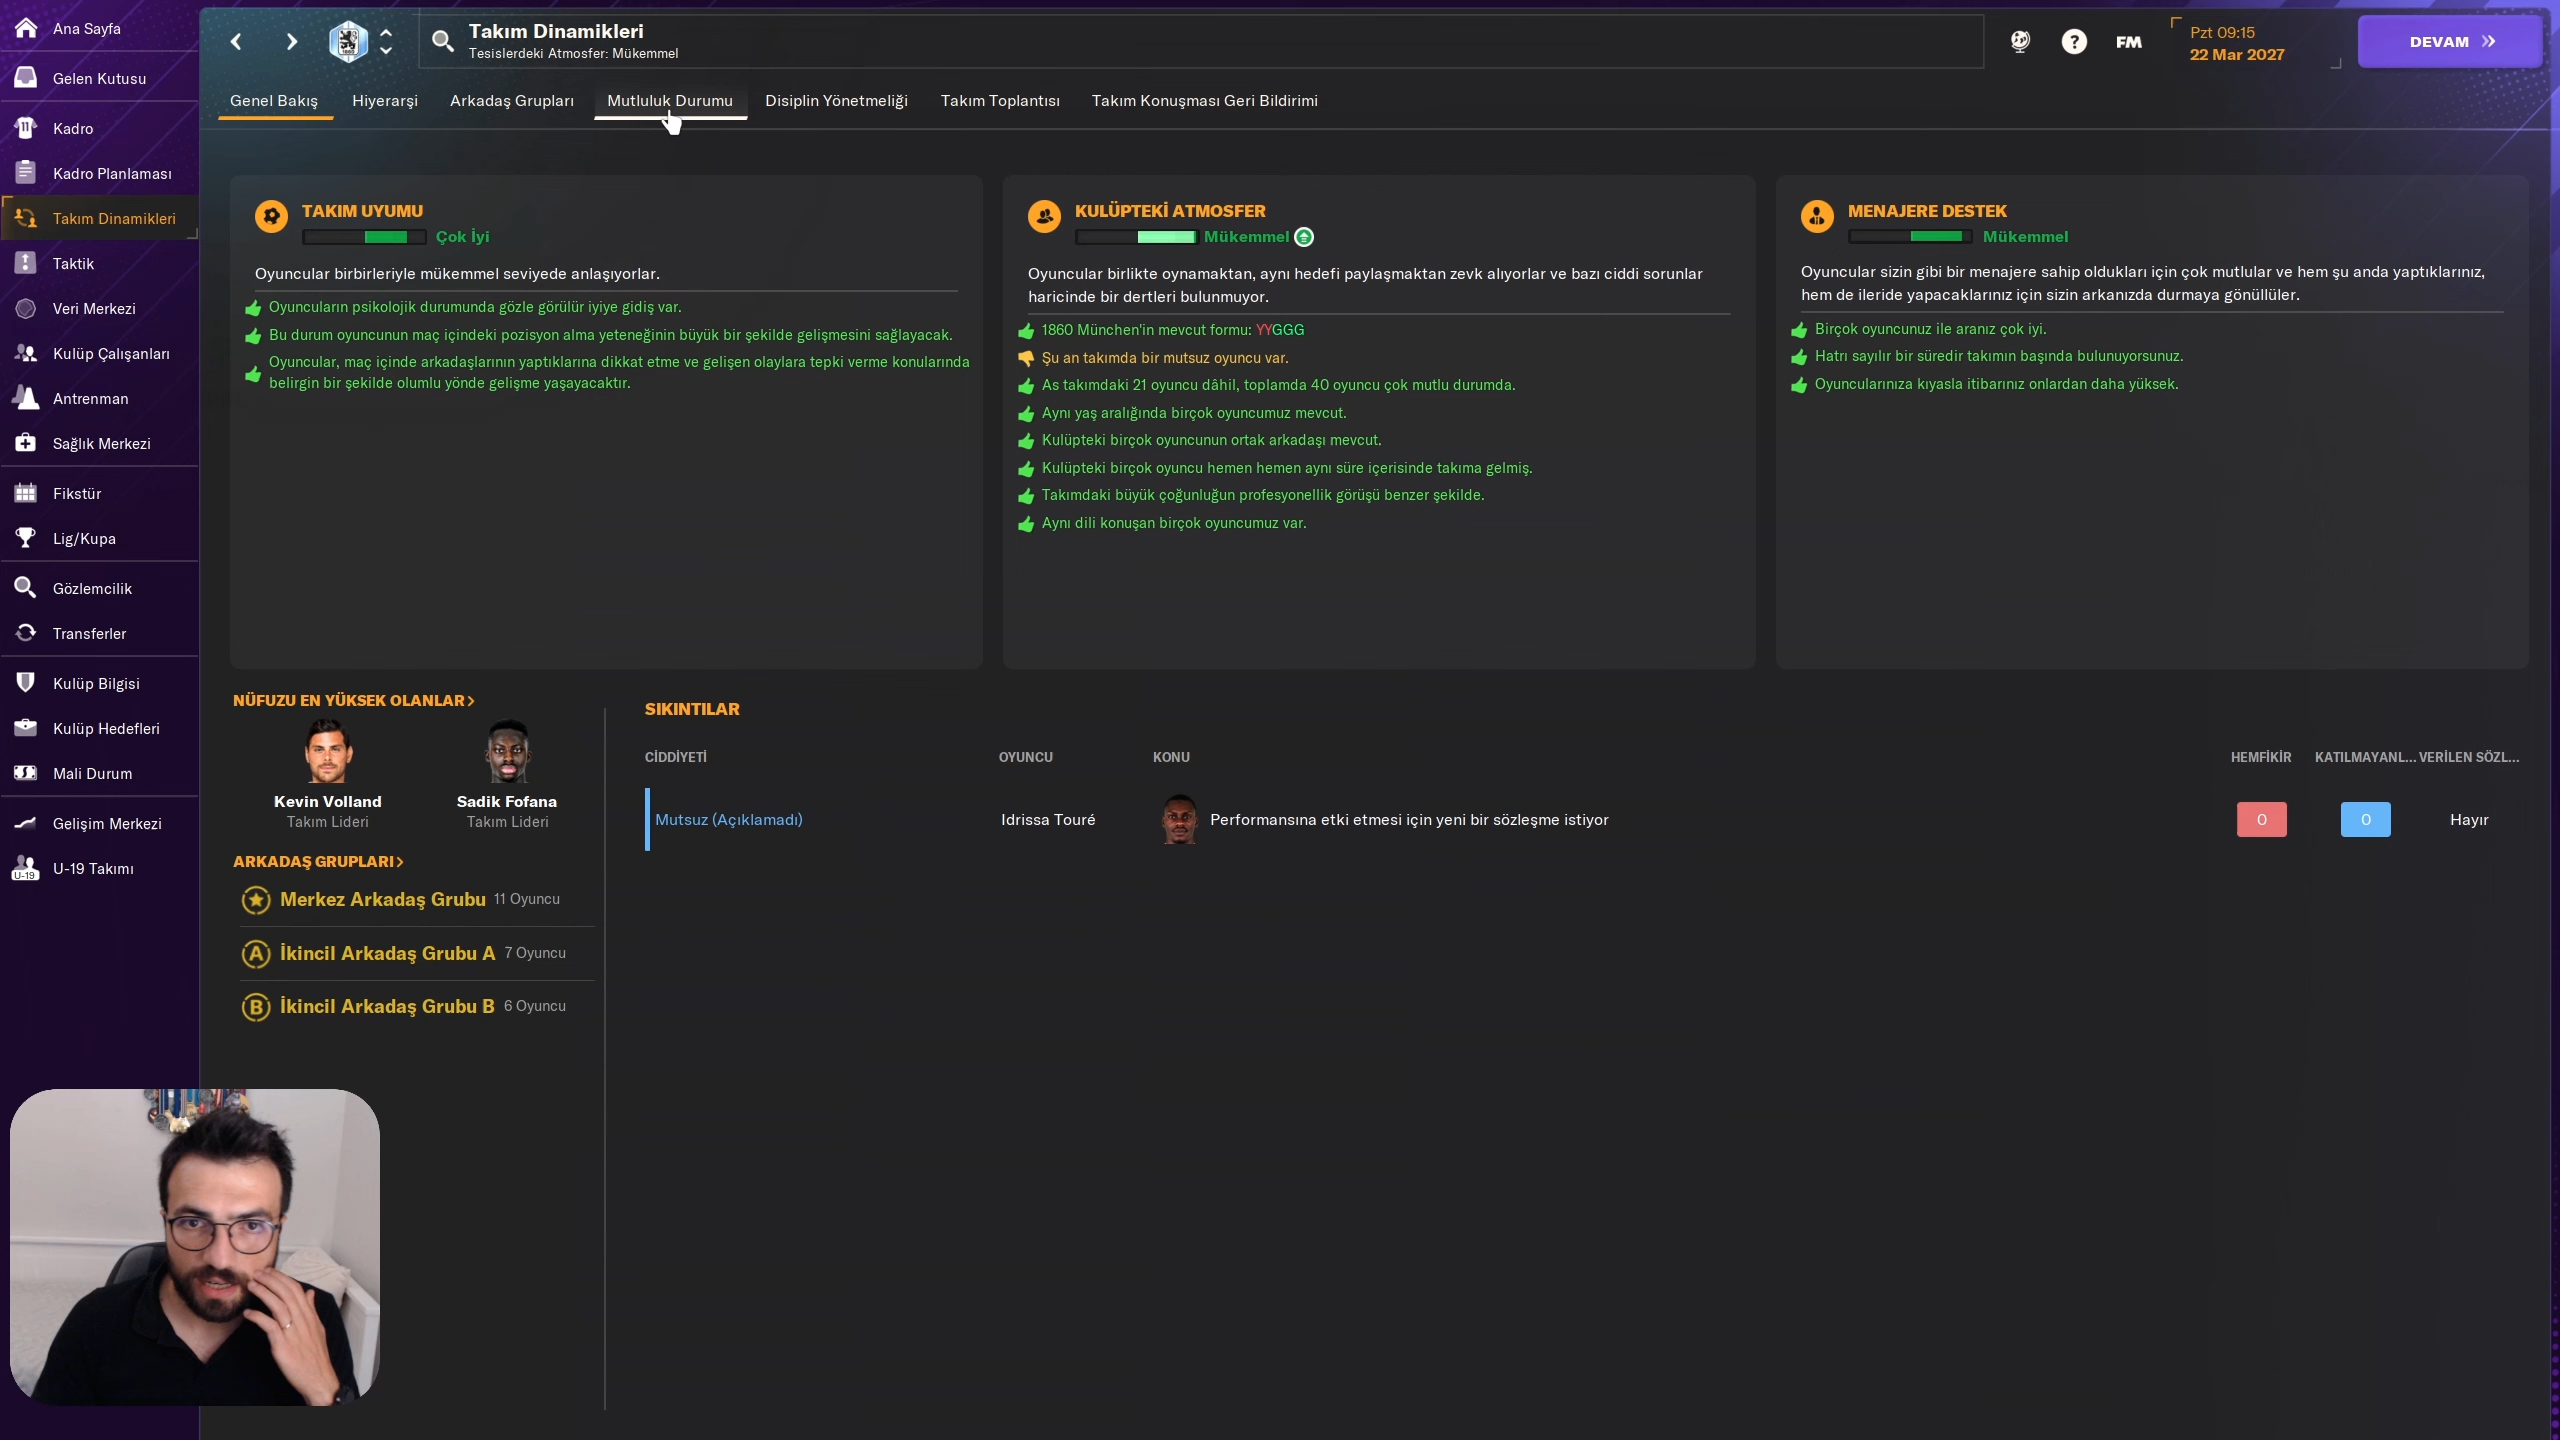 Ana Sayfa
Gelen Kutusu
Kadro
Kadro Planlaması
Takım Dinamikleri
Taktik
Veri Merkezi
Kulüp Çalışanları
Antrenman
Sağlık Merkezi
Fikstür
Lig/Kupa
Gözlemcilik
Transferler
Kulüp Bilgisi
Kulüp Hedefleri
Mali Durum
Gelişim Merkezi
U-19
U-19 Takımı
Takım Dinamikleri
Tesislerdeki Atmosfer: Mükemmel
?
FM
Pzt 09:15
22 Mar 2027
DEVAM
Genel Bakış
Hiyerarşi
Arkadaş Grupları
Mutluluk Durumu
Disiplin Yönetmeliği
Takım Toplantısı
Takım Konuşması Geri Bildirimi
TAKIM UYUMU
Çok İyi
Oyuncular birbirleriyle mükemmel seviyede anlaşıyorlar.
Oyuncuların psikolojik durumunda gözle görülür iyiye gidiş var.
Bu durum oyuncunun maç içindeki pozisyon alma yeteneğinin büyük bir şekilde gelişmesini sağlayacak.
Oyuncular, maç içinde arkadaşlarının yaptıklarına dikkat etme ve gelişen olaylara tepki verme konularında
belirgin bir şekilde olumlu yönde gelişme yaşayacaktır.
KULÜPTEKİ ATMOSFER
Mükemmel
Oyuncular birlikte oynamaktan, aynı hedefi paylaşmaktan zevk alıyorlar ve bazı ciddi sorunlar
haricinde bir dertleri bulunmuyor.
1860 München'in mevcut formu: YYGGG
Şu an takımda bir mutsuz oyuncu var.
As takımdaki 21 oyuncu dâhil, toplamda 40 oyuncu çok mutlu durumda.
Aynı yaş aralığında birçok oyuncumuz mevcut.
Kulüpteki birçok oyuncunun ortak arkadaşı mevcut.
Kulüpteki birçok oyuncu hemen hemen aynı süre içerisinde takıma gelmiş.
Takımdaki büyük çoğunluğun profesyonellik görüşü benzer şekilde.
Aynı dili konuşan birçok oyuncumuz var.
MENAJERE DESTEK
Mükemmel
Oyuncular sizin gibi bir menajere sahip oldukları için çok mutlular ve hem şu anda yaptıklarınız,
hem de ileride yapacaklarınız için sizin arkanızda durmaya gönüllüler.
Birçok oyuncunuz ile aranız çok iyi.
Hatrı sayılır bir süredir takımın başında bulunuyorsunuz.
Oyuncularınıza kıyasla itibarınız onlardan daha yüksek.
NÜFUZU EN YÜKSEK OLANLAR
Kevin Volland
Takım Lideri
Sadik Fofana
Takım Lideri
ARKADAŞ GRUPLARI
Merkez Arkadaş Grubu 11 Oyuncu
A İkincil Arkadaş Grubu A 7 Oyuncu
B İkincil Arkadaş Grubu B 6 Oyuncu
SIKINTILAR
CİDDİYETİ OYUNCU KONU HEMFİKİR KATILMAYANL... VERİLEN SÖZL...
Mutsuz (Açıklamadı) Idrissa Touré Performansına etki etmesi için yeni bir sözleşme istiyor 0 0 Hayır